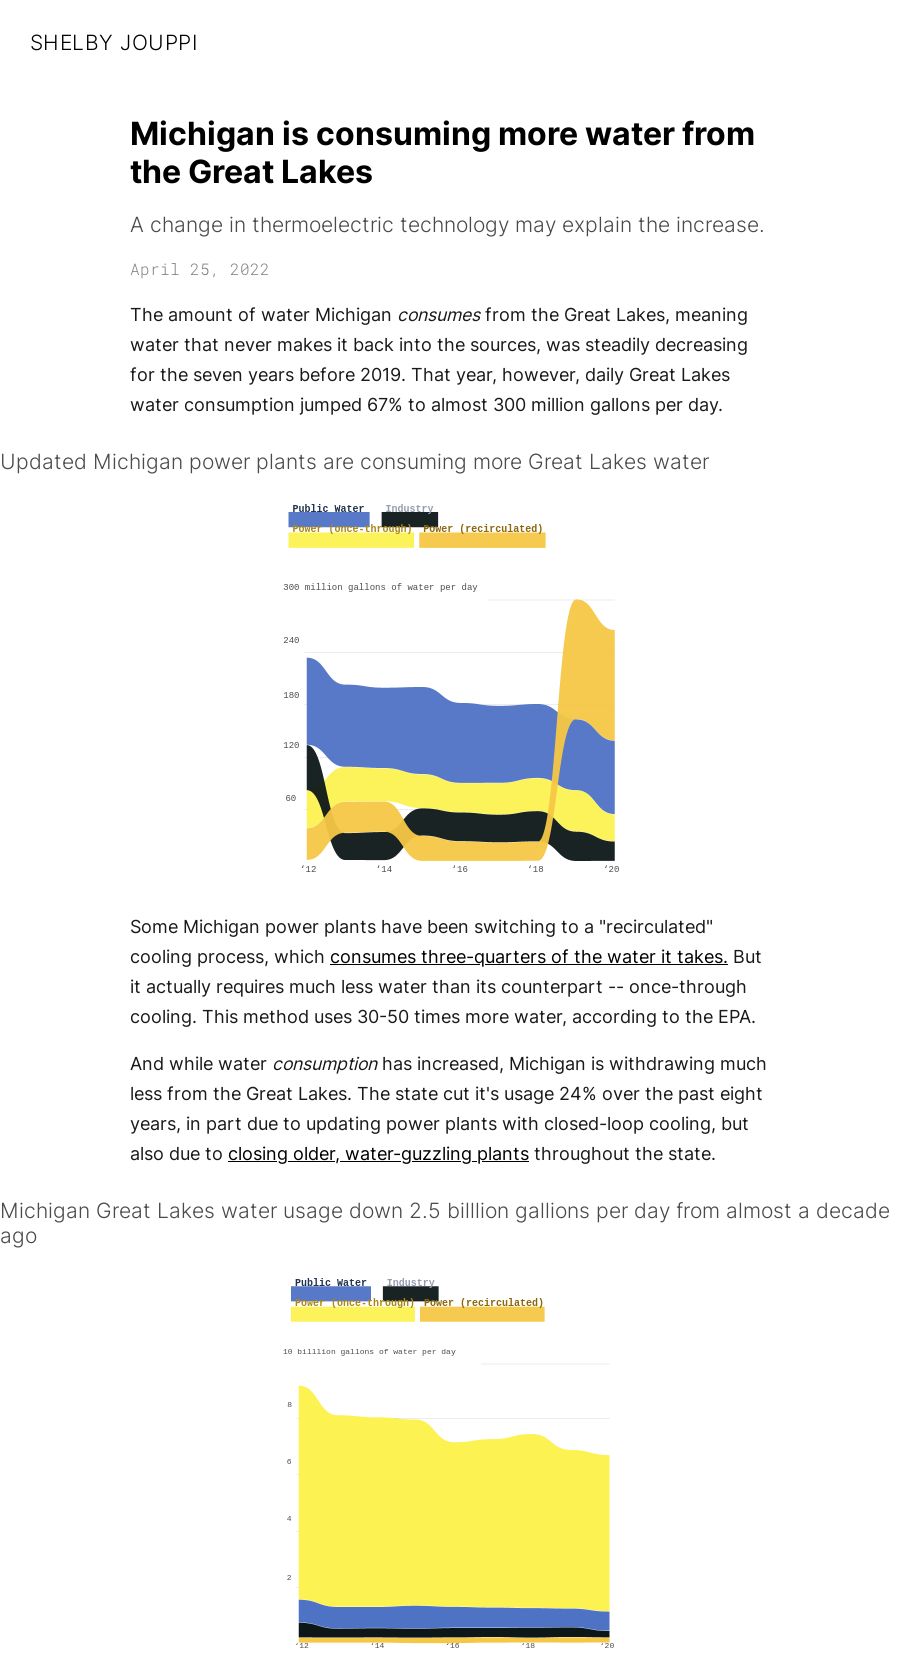 SHELBY JOUPPI
Michigan is consuming more water from
the Great Lakes
A change in thermoelectric technology may explain the increase.
April 25, 2022
The amount of water Michigan consumes from the Great Lakes, meaning
water that never makes it back into the sources, was steadily decreasing
for the seven years before 2019. That year, however, daily Great Lakes
water consumption jumped 67% to almost 300 million gallons per day.
Updated Michigan power plants are consuming more Great Lakes water
Public Water Industry
Power (once-through) Power (recirculated)
300 million gallons of water per day
240
180
120
60
‘12 ‘14 ‘16 ‘18 ‘20
Some Michigan power plants have been switching to a "recirculated"
cooling process, which consumes three-quarters of the water it takes. But
it actually requires much less water than its counterpart -- once-through
cooling. This method uses 30-50 times more water, according to the EPA.
And while water consumption has increased, Michigan is withdrawing much
less from the Great Lakes. The state cut it's usage 24% over the past eight
years, in part due to updating power plants with closed-loop cooling, but
also due to closing older, water-guzzling plants throughout the state.
Michigan Great Lakes water usage down 2.5 billlion gallions per day from almost a decade
ago
Public Water Industry
Power (once-through) Power (recirculated)
10 billlion gallons of water per day
8
6
4
2
‘12 ‘14 ‘16 ‘18 ‘20